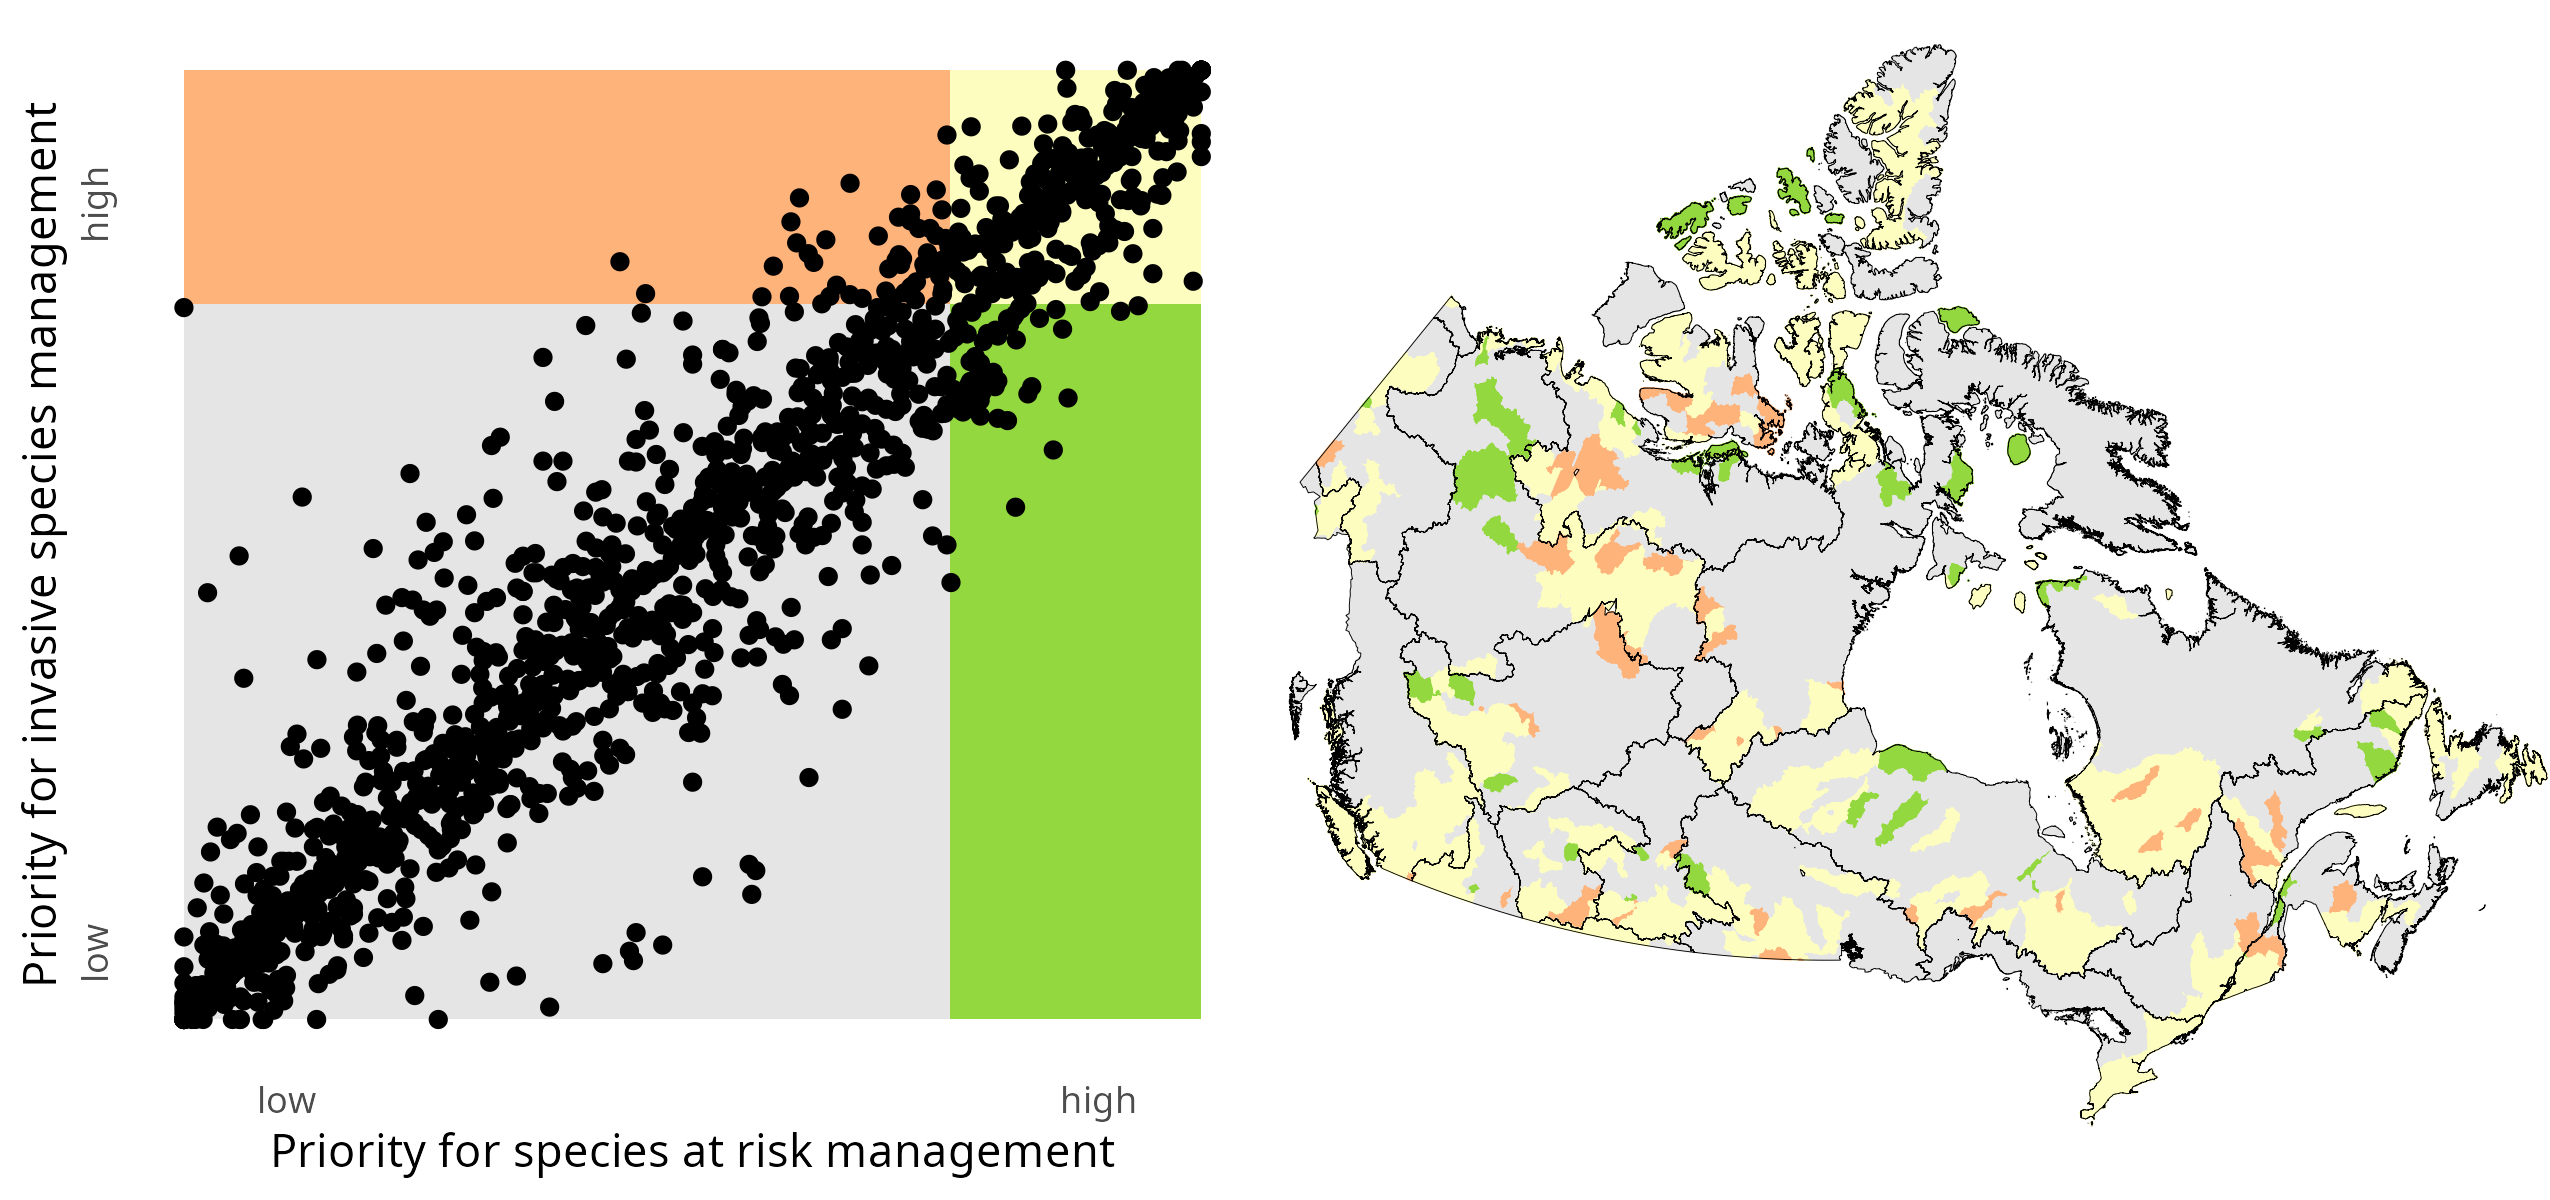 Priority for invasive species management
high
low
low
high
Priority for species at risk management